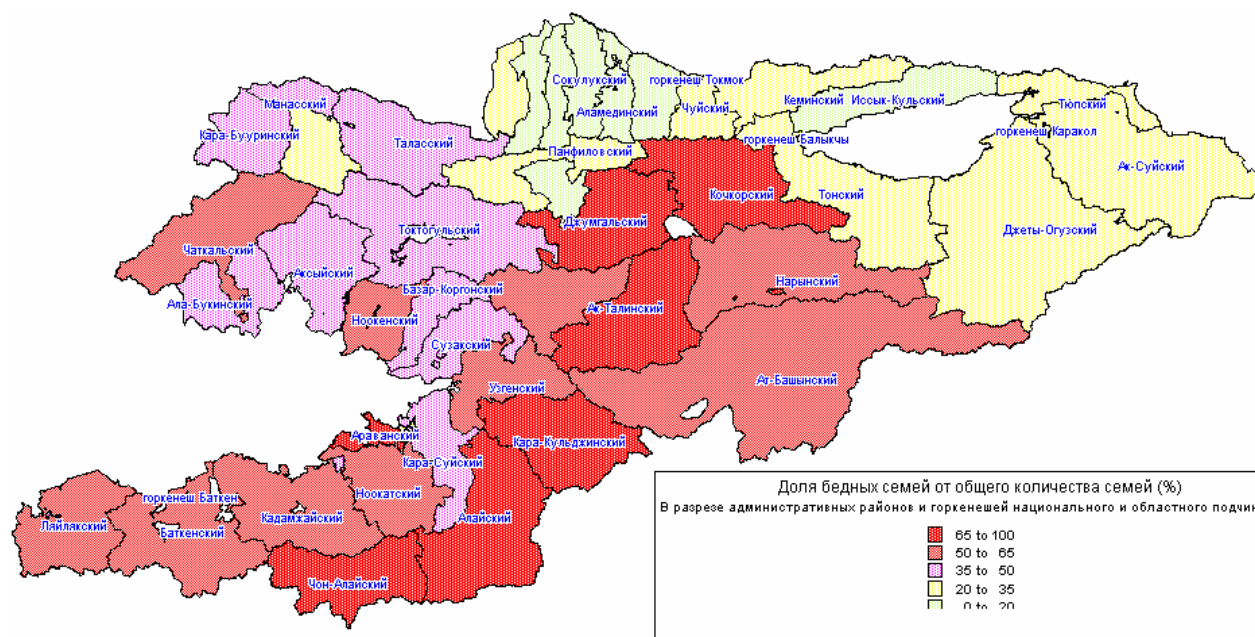 Сокулукский
горкенеш Токмок
Манасский
Аламединский
Чуйский
Кеминский
Иссык-Кульский
Тюпский
Кара-Бууринский
Таласский
Панфиловский
горкенеш Балыкчы
горкенеш Каракол
Ак-Суйский
Кочкорский
Тонский
Джумгальский
Токтогульский
Джеты-Огузский
Чаткальский
Аксыйский
Нарынский
Базар-Коргонский
Ала-Букинский
Ак-Талинский
Ноокенский
Сузакский
Ат-Башынский
Узгенский
Араванский
Кара-Кульджинский
Кара-Суйский
Ноокатский
горкенеш Баткен
Алайский
Кадамжайский
Ляйлякский
Баткенский
Чон-Алайский
Доля бедных семей от общего количества семей (%)
В разрезе административных районов и горкенешей национального и областного подчин
65 to 100
50 to 65
35 to 50
20 to 35
0 to 20